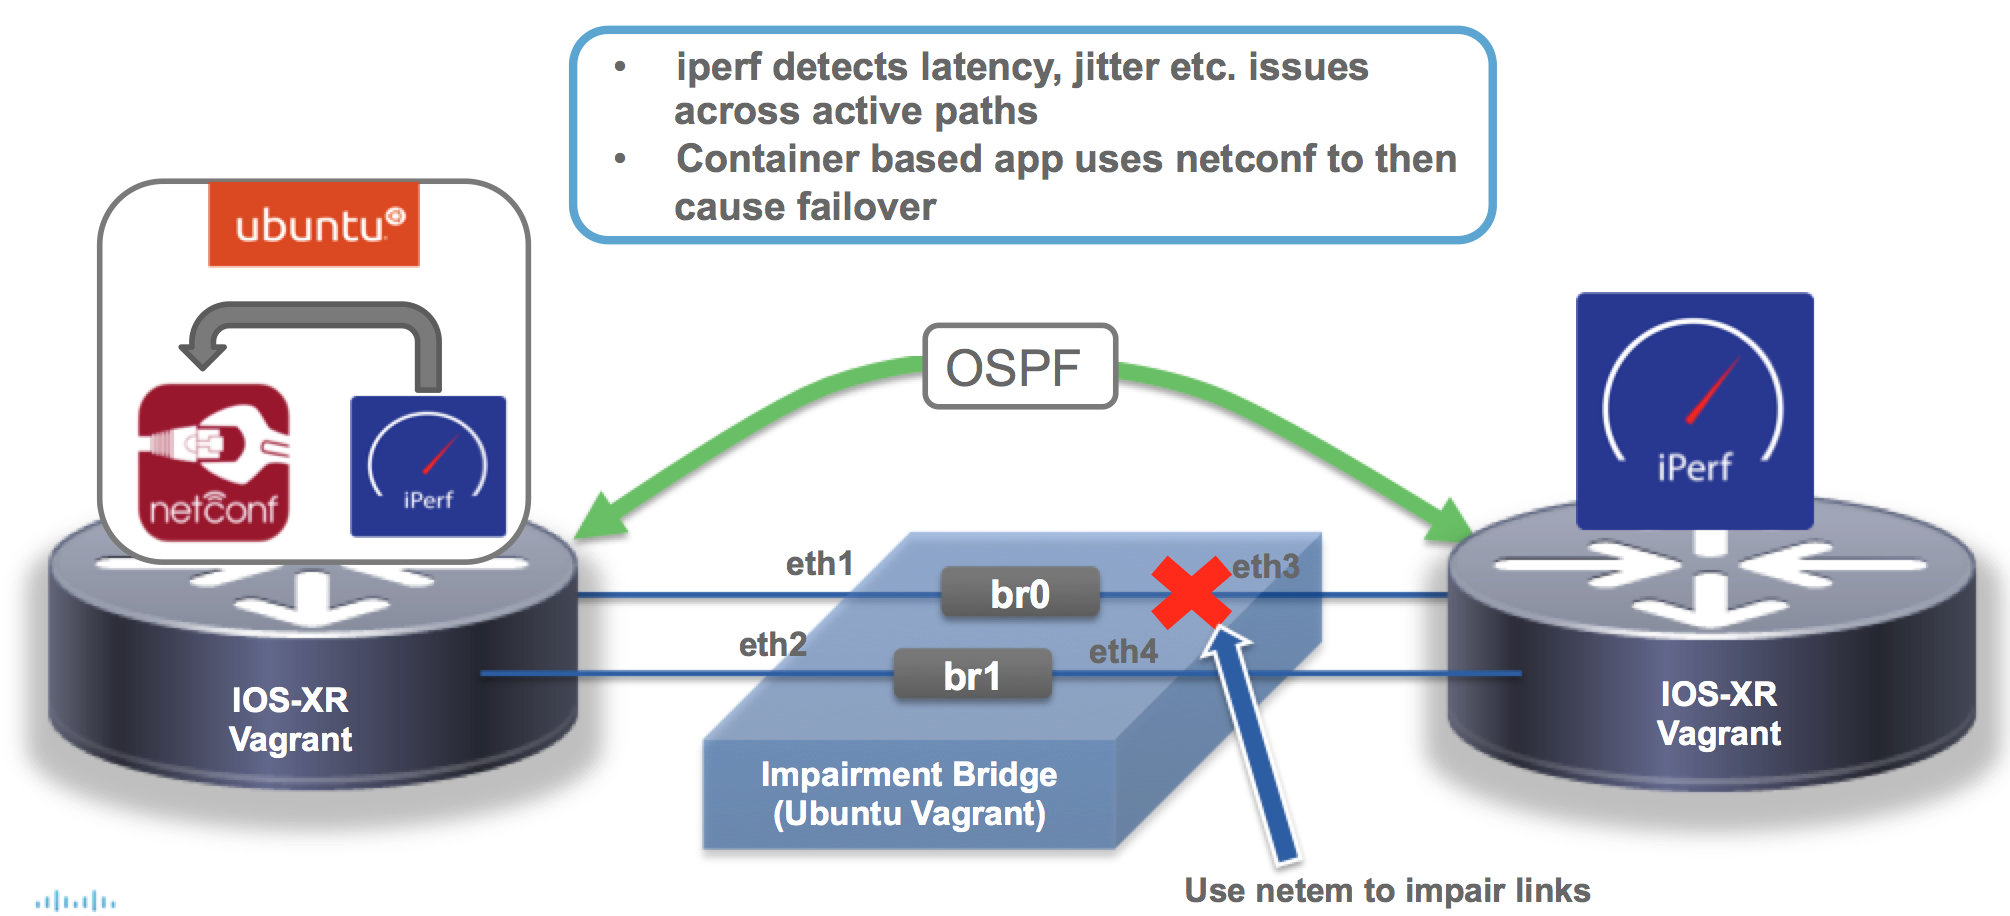 • iperf detects latency, jitter etc. issues
across active paths
• Container based app uses netconf to then
cause failover
ubuntu
netconf
iPerf
OSPF
iPerf
eth1
br0
eth3
eth2
br1
eth4
IOS-XR
Vagrant
IOS-XR
Vagrant
Impairment Bridge
(Ubuntu Vagrant)
Use netem to impair links